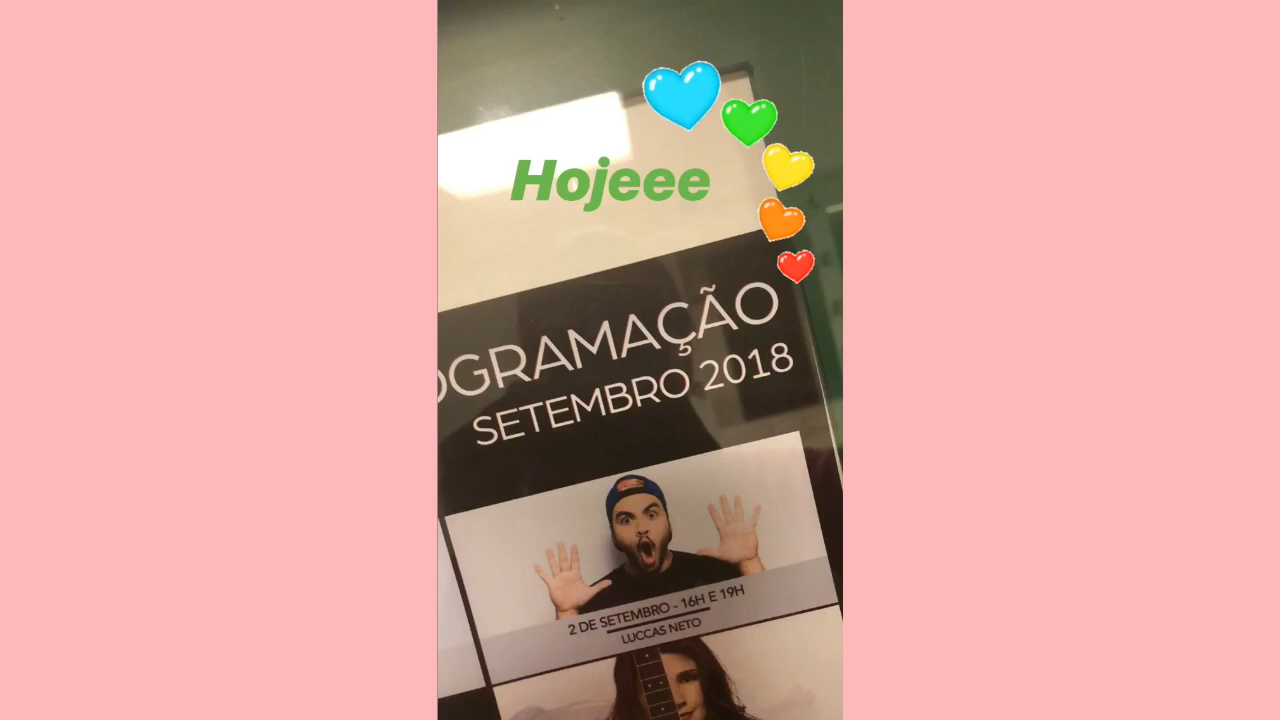 Hojeee
OGRAMAÇÃO
SETEMBRO 2018
2 DE SETEMBRO - 16H E 19H
LUCCAS NETO